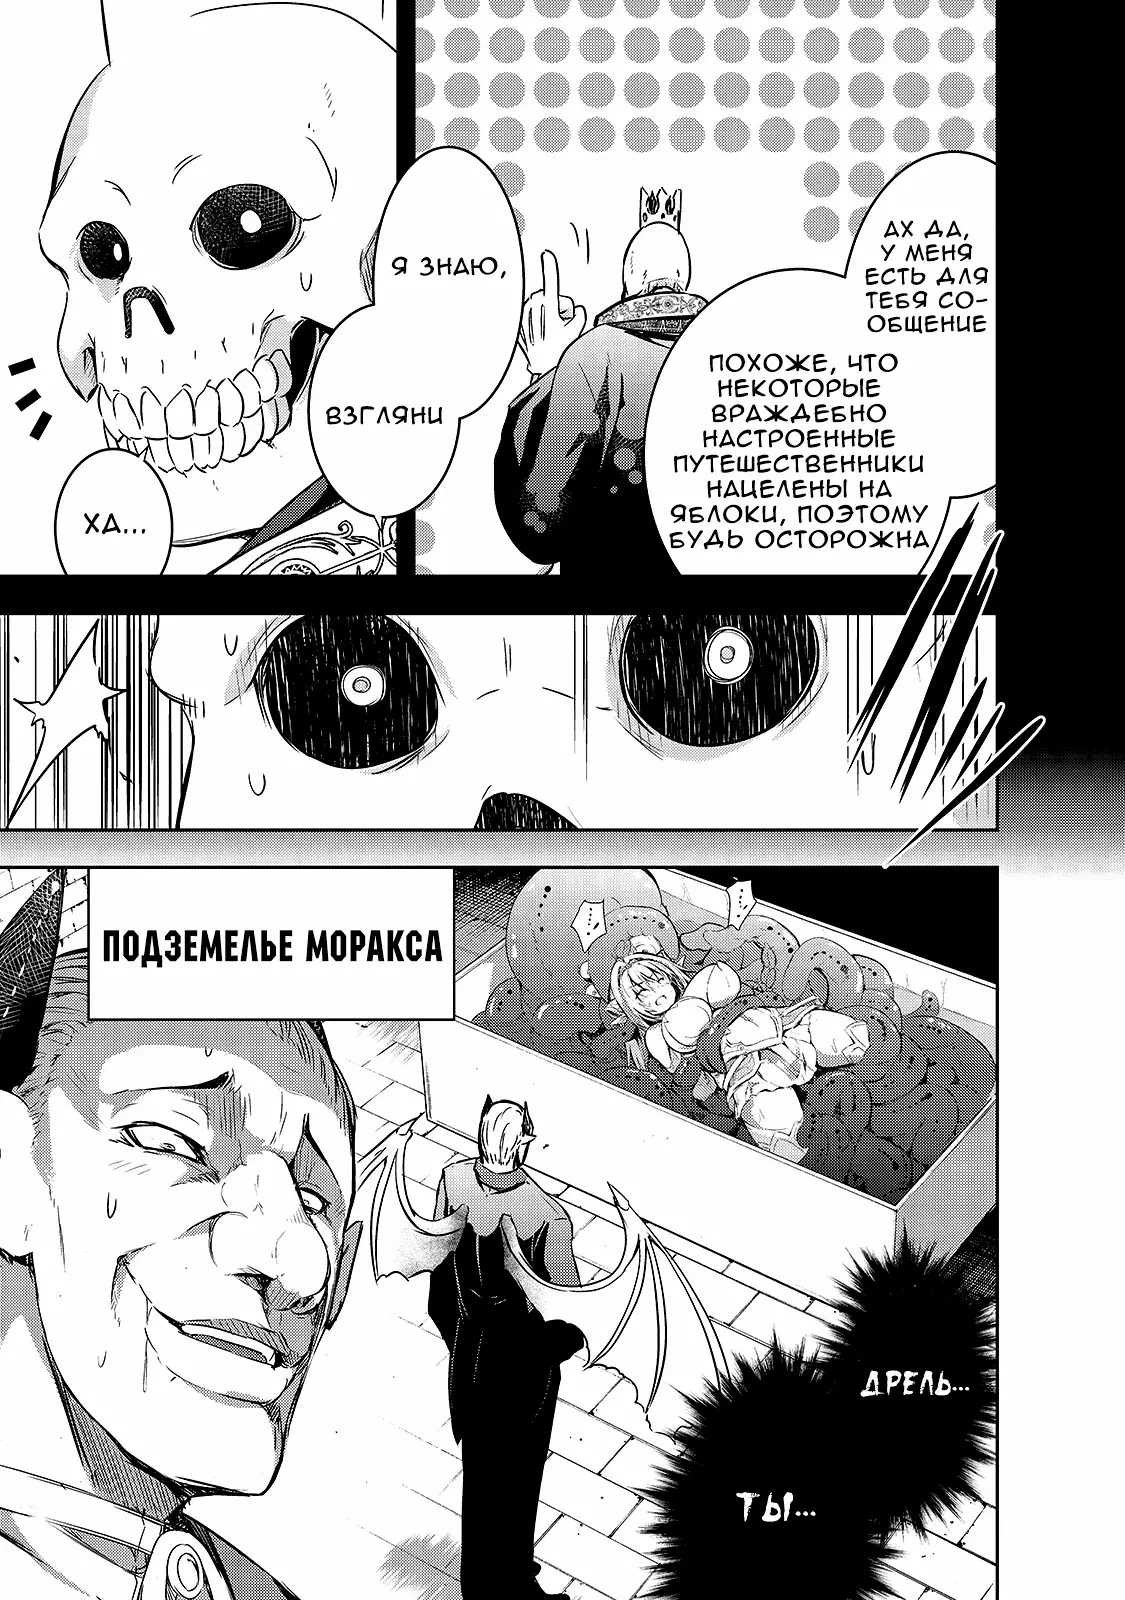 АХ ДА,
У МЕНЯ
ЕСТЬ ДЛЯ
ТЕБЯ СО-
ОБЩЕНИЕ
ПОХОЖЕ, ЧТО
НЕКОТОРЫЕ
ВРАЖДЕБНО
НАСТРОЕННЫЕ
ПУТЕШЕСТВЕННИКИ
НАЦЕЛЕНЫ НА
ЯБЛОКИ, ПОЭТОМУ
БУДЬ ОСТОРОЖНА
Я ЗНАЮ,
ВЗГЛЯНИ
ХА...
ПОДЗЕМЕЛЬЕ МОРАКСА
ДРЕЛЬ...
ТЫ...